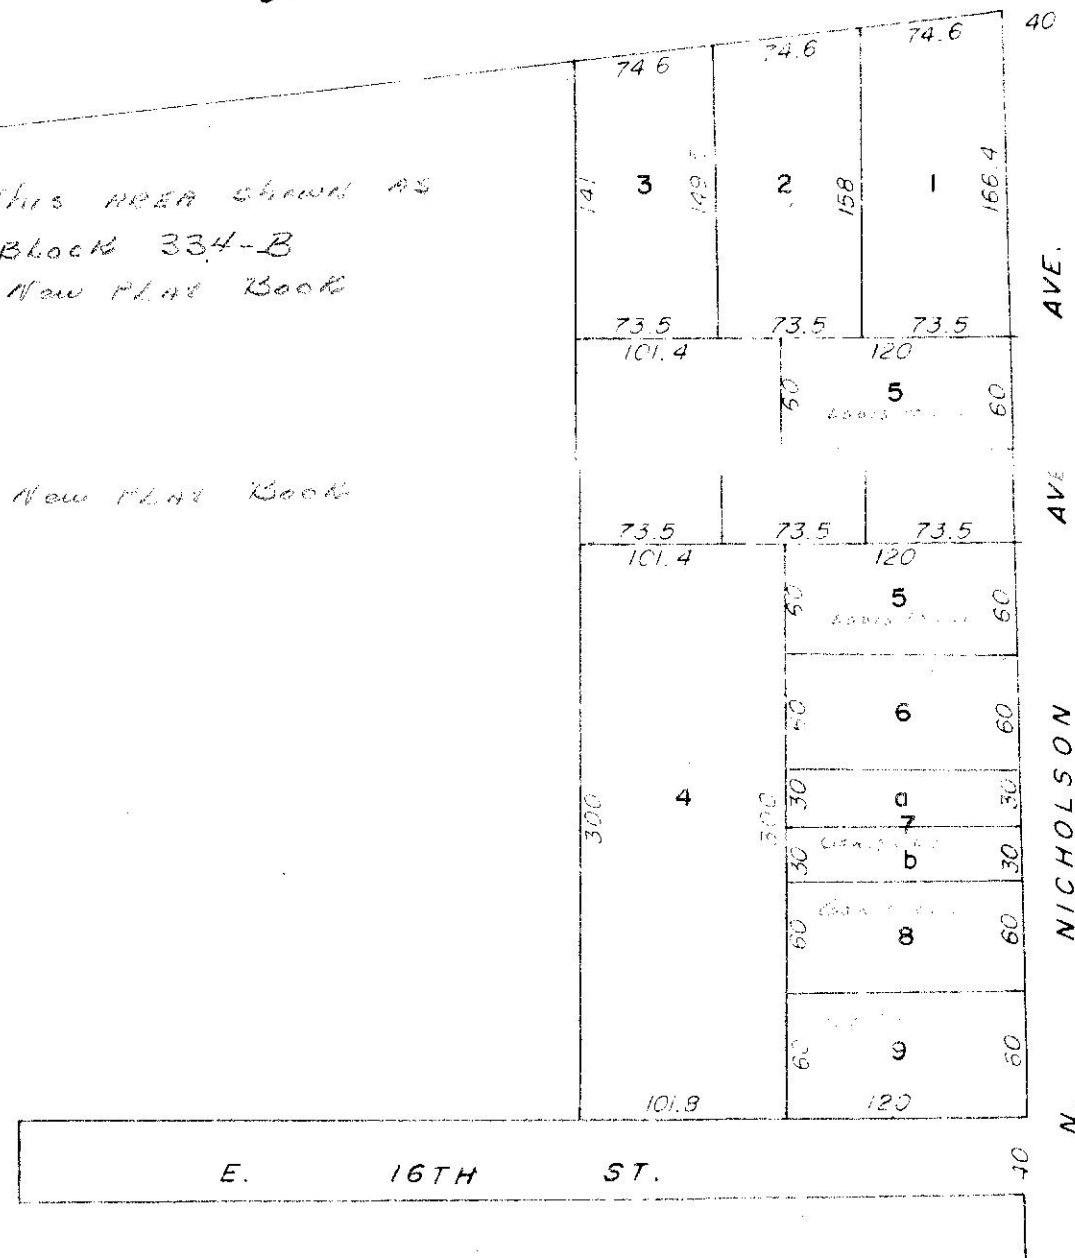 40
74.6 74.6 74.6
This AREA Shown AS
Block 334-B
New PLAT Book
141 3 149.5 2 158 1 166.4
AVE.
73.5 73.5 73.5
101.4 120
60 5 60
New PLAT Book
AVE
73.5 73.5 73.5
101.4 120
60 5 60
60 6 60
NICHOLSON
300 4 300
30 a 30
7
30 b 30
60 8 60
60 9 60
101.8 120
N.
E. 16TH ST.
40